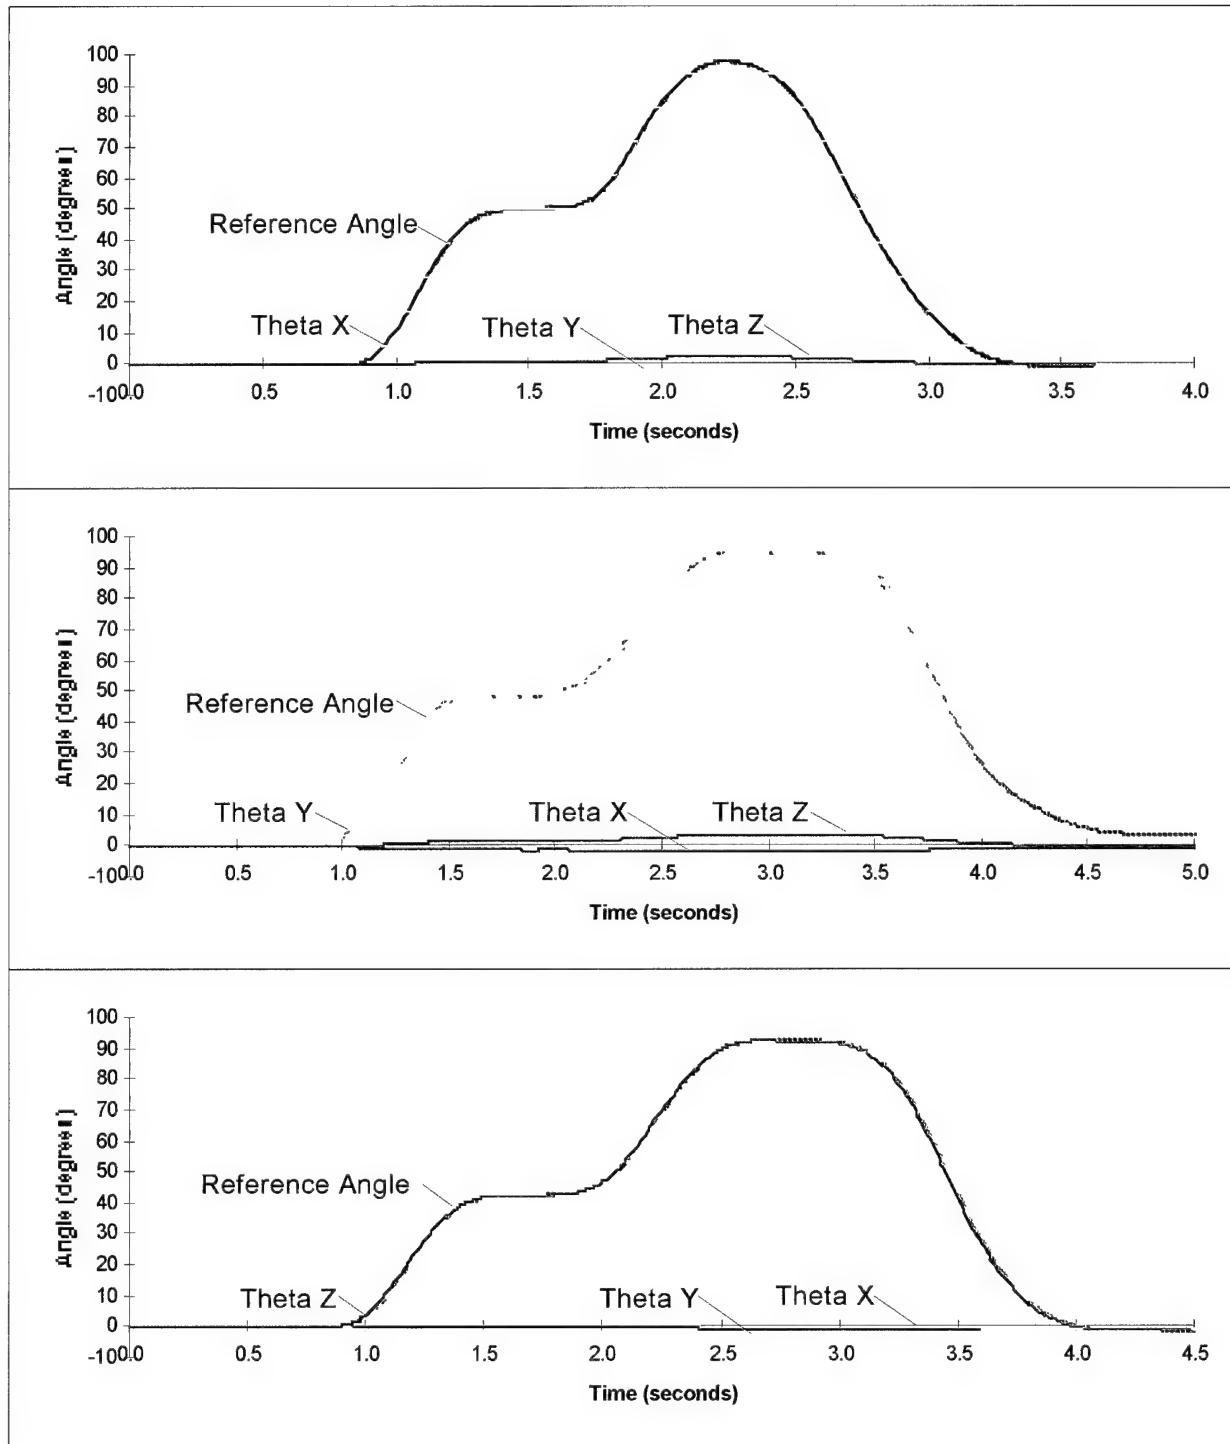 100
90
80
70
60
50
40
30
20
10
0
-10
Angle (degrees)
Reference Angle
Theta X
Theta Y
Theta Z
0.0 0.5 1.0 1.5 2.0 2.5 3.0 3.5 4.0
Time (seconds)
100
90
80
70
60
50
40
30
20
10
0
-10
Angle (degrees)
Reference Angle
Theta Y
Theta X
Theta Z
0.0 0.5 1.0 1.5 2.0 2.5 3.0 3.5 4.0 4.5 5.0
Time (seconds)
100
90
80
70
60
50
40
30
20
10
0
-10
Angle (degrees)
Reference Angle
Theta Z
Theta Y
Theta X
0.0 0.5 1.0 1.5 2.0 2.5 3.0 3.5 4.0 4.5
Time (seconds)